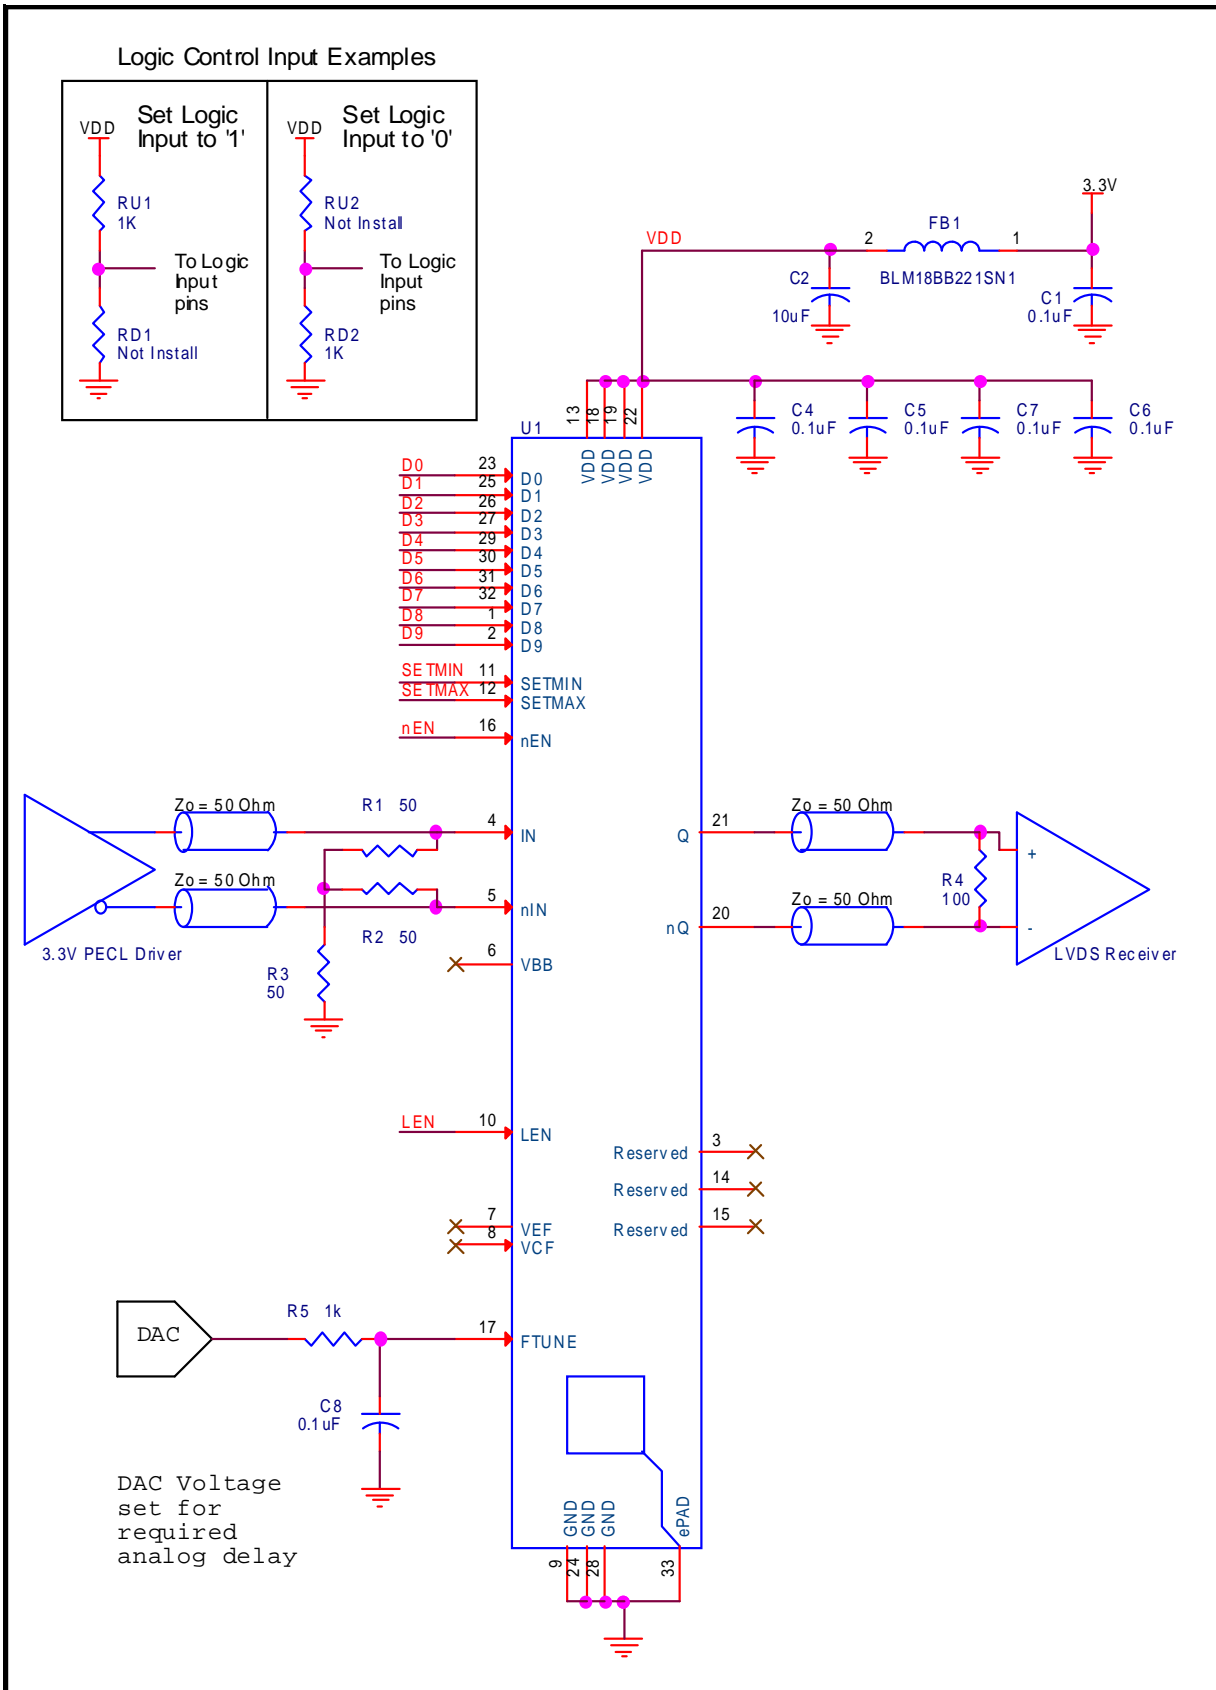 Logic Control Input Examples
Set Logic
Input to '1'
VDD
RU1
1K
To Logic
Input
pins
RD1
Not Install
Set Logic
Input to '0'
VDD
RU2
Not Install
To Logic
Input
pins
RD2
1K
3.3V
VDD
2
FB1
1
BLM18BB221SN1
C2
10uF
C1
0.1uF
13
18
19
22
C4
0.1uF
C5
0.1uF
C7
0.1uF
C6
0.1uF
U1
VDD
VDD
VDD
VDD
D0 23 D0
D1 25 D1
D2 26 D2
D3 27 D3
D4 29 D4
D5 30 D5
D6 31 D6
D7 32 D7
D8 1 D8
D9 2 D9
SETMIN 11 SETMIN
SETMAX 12 SETMAX
nEN 16 nEN
Zo = 50 Ohm
R1 50
4 IN
Zo = 50 Ohm
5 nIN
R2 50
3.3V PECL Driver
R3
50
6 VBB
Q 21
Zo = 50 Ohm
+
R4
100
nQ 20
Zo = 50 Ohm
-
LVDS Receiver
LEN 10 LEN
Reserved 3
Reserved 14
Reserved 15
7 VEF
8 VCF
DAC
R5 1k
17 FTUNE
C8
0.1uF
DAC Voltage
set for
required
analog delay
GND
GND
GND
ePAD
9
24
28
33